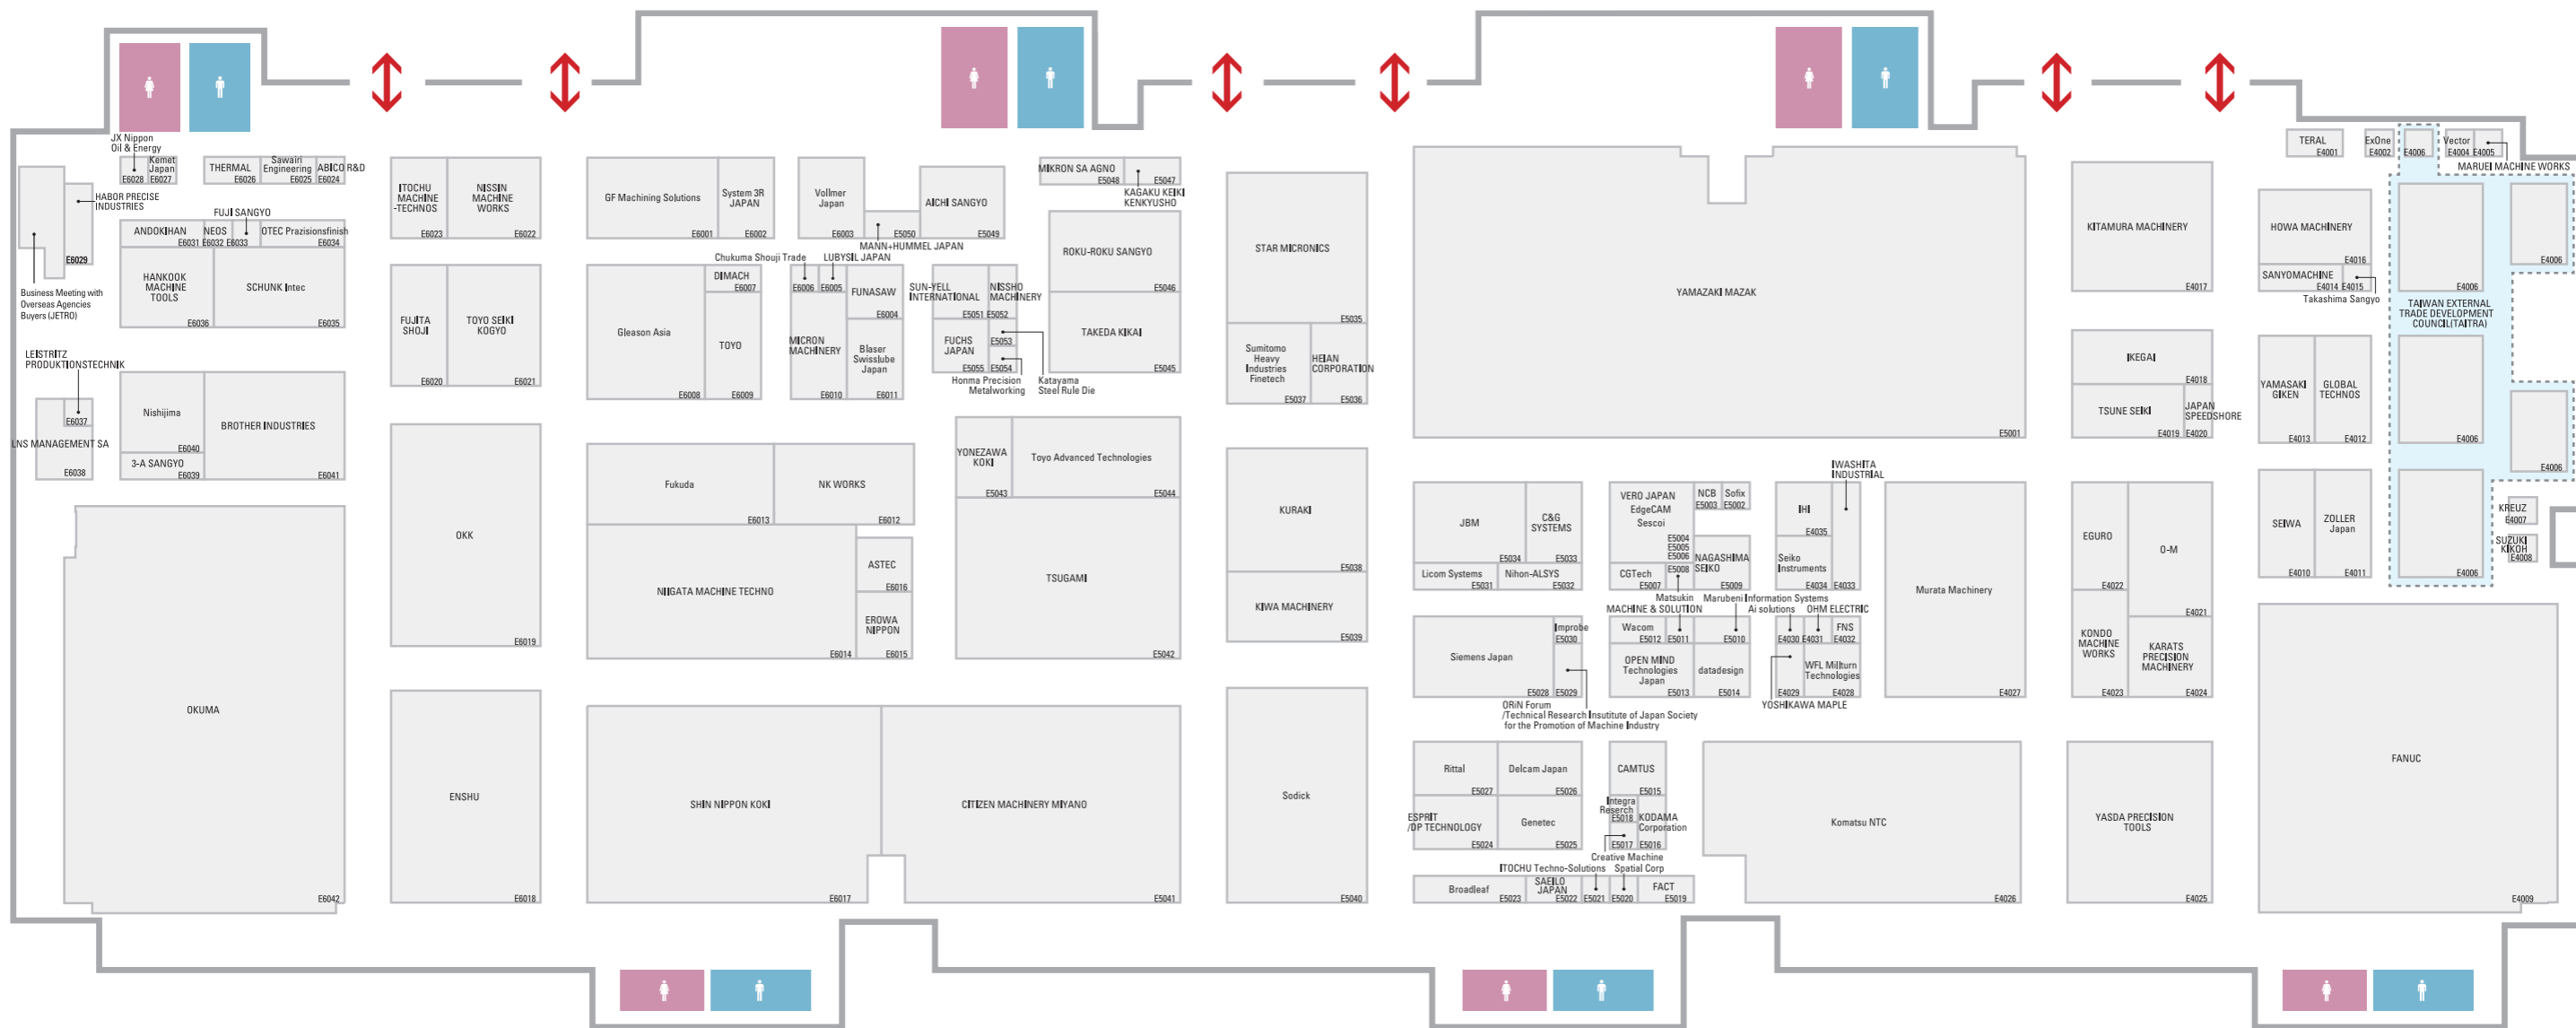 JX Nippon
Oil & Energy
E6028
Kemet
Japan
E6027
THERMAL
E6026
Sawairi
Engineering
E6025
ABICO R&D
E6024
HABOR PRECISE
INDUSTRIES
E6029
Business Meeting with
Overseas Agencies
Buyers (JETRO)
FUJI SANGYO
ANDOKIHAN
E6031
NEOS
E6032
E6033
OTEC Prazisionsfinish
E6034
HANKOOK
MACHINE
TOOLS
E6036
SCHUNK Intec
E6035
LEISTRITZ
PRODUKTIONSTECHNIK
E6037
LNS MANAGEMENT SA
E6038
Nishijima
E6040
3-A SANGYO
E6039
BROTHER INDUSTRIES
E6041
OKUMA
E6042
ITOCHU
MACHINE
-TECHNOS
E6023
NISSIN
MACHINE
WORKS
E6022
FUJITA
SHOJI
E6020
TOYO SEIKI
KOGYO
E6021
OKK
E6019
ENSHU
E6018
GF Machining Solutions
E6001
System 3R
JAPAN
E6002
Vollmer
Japan
E6003
E5050
MANN+HUMMEL JAPAN
AICHI SANGYO
E5049
MIKRON SA AGNO
E5048
E5047
KAGAKU KEIKI
KENKYUSHO
Gleason Asia
E6008
DIMACH
E6007
TOYO
E6009
Chukuma Shouji Trade
E6006
LUBYSIL JAPAN
E6005
FUNASAW
E6004
MICRON
MACHINERY
E6010
Blaser
Swisslube
Japan
E6011
SUN-YELL
INTERNATIONAL
E5051
NISSHO
MACHINERY
E5052
FUCHS
JAPAN
E5055
E5053
E5054
Honma Precision
Metalworking
Katayama
Steel Rule Die
ROKU-ROKU SANGYO
E5046
TAKEDA KIKAI
E5045
Fukuda
E6013
NK WORKS
E6012
NIIGATA MACHINE TECHNO
E6014
ASTEC
E6016
EROWA
NIPPON
E6015
YONEZAWA
KOKI
E5043
Toyo Advanced Technologies
E5044
TSUGAMI
E5042
SHIN NIPPON KOKI
E6017
CITIZEN MACHINERY MIYANO
E5041
STAR MICRONICS
E5035
Sumitomo
Heavy
Industries
Finetech
E5037
HEIAN
CORPORATION
E5036
KURAKI
E5038
KIWA MACHINERY
E5039
Sodick
E5040
YAMAZAKI MAZAK
E5001
JBM
E5034
C&G
SYSTEMS
E5033
Licom Systems
E5031
Nihon-ALSYS
E5032
Siemens Japan
E5028
Improbe
E5030
E5029
ORiN Forum
/Technical Research Insutitute of Japan Society
for the Promotion of Machine Industry
VERO JAPAN
EdgeCAM
Sescoi
E5004
E5005
E5006
NCB
E5003
Sofix
E5002
CGTech
E5007
E5008
Matsukin
NAGASHIMA
SEIKO
E5009
MACHINE & SOLUTION
Marubeni Information Systems
Wacom
E5012
E5011
E5010
OPEN MIND
Technologies
Japan
E5013
datadesign
E5014
IWASHITA
INDUSTRIAL
IHI
E4035
Seiko
Instruments
E4034
E4033
Ai solutions
OHM ELECTRIC
E4030
E4031
FNS
E4032
E4029
YOSHIKAWA MAPLE
WFL Millturn
Technologies
E4028
Murata Machinery
E4027
Rittal
E5027
Delcam Japan
E5026
ESPRIT
/DP TECHNOLOGY
E5024
Genetec
E5025
CAMTUS
E5015
Integra
Reserch
E5018
KODAMA
Corporation
E5017
E5016
Creative Machine
ITOCHU Techno-Solutions
Spatial Corp
Broadleaf
E5023
SAEILO
JAPAN
E5022
E5021
E5020
FACT
E5019
Komatsu NTC
E4026
KITAMURA MACHINERY
E4017
IKEGAI
E4018
TSUNE SEIKI
E4019
JAPAN
SPEEDSHORE
E4020
EGURO
E4022
O-M
E4021
KONDO
MACHINE
WORKS
E4023
KARATS
PRECISION
MACHINERY
E4024
YASDA PRECISION
TOOLS
E4025
TERAL
E4001
ExOne
E4002
E4006
Vector
E4004
E4005
MARUEI MACHINE WORKS
HOWA MACHINERY
E4016
SANYOMACHINE
E4014
E4015
Takashima Sangyo
E4006
E4006
TAIWAN EXTERNAL
TRADE DEVELOPMENT
COUNCIL(TAITRA)
YAMASAKI
GIKEN
E4013
GLOBAL
TECHNOS
E4012
E4006
E4006
SEIWA
E4010
ZOLLER
Japan
E4011
E4006
KREUZ
E4007
SUZUKI
KIKOH
E4008
FANUC
E4009